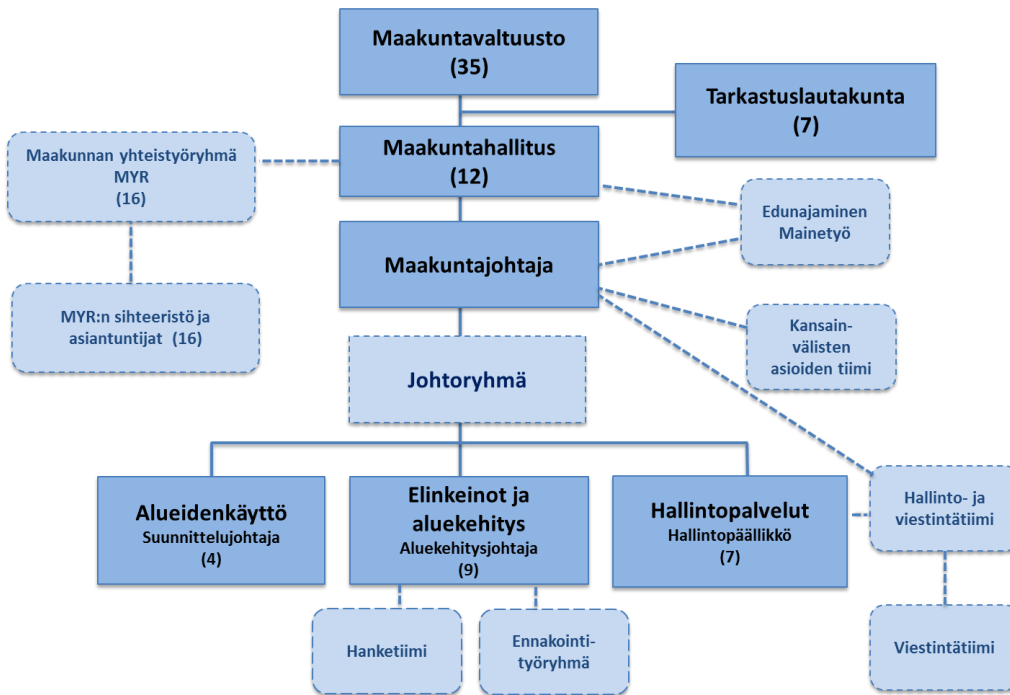 Maakuntavaltuusto
(35)
Tarkastuslautakunta
(7)
Maakunnan yhteistyöryhmä
MYR
(16)
Maakuntahallitus
(12)
Edunajaminen
Mainetyö
Maakuntajohtaja
MYR:n sihteeristö ja
asiantuntijat (16)
Kansain-
välisten
asioiden tiimi
Johtoryhmä
Alueidenkäyttö
Suunnittelujohtaja
(4)
Elinkeinot ja
aluekehitys
Aluekehitysjohtaja
(9)
Hallintopalvelut
Hallintopäällikkö
(7)
Hallinto- ja
viestintätiimi
Hanketiimi
Ennakointi-
työryhmä
Viestintätiimi